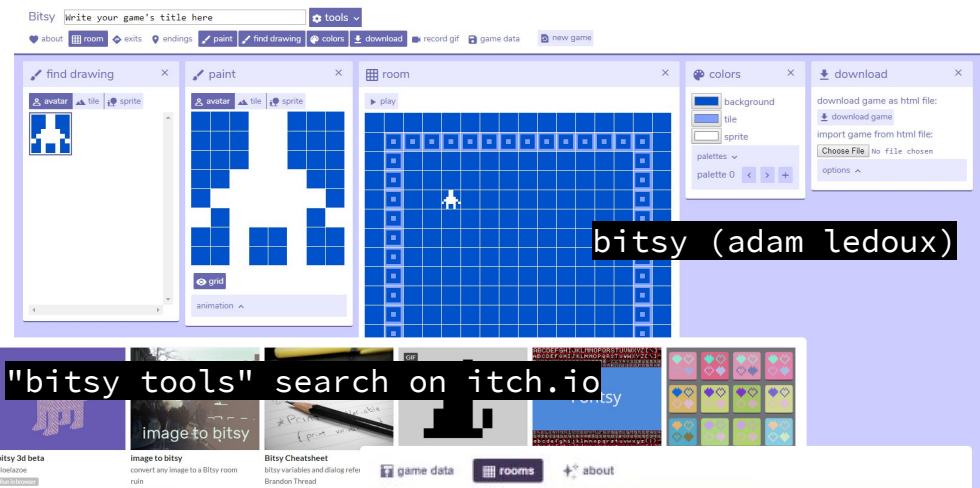 Bitsy Write your game's title here tools
about room exits endings paint find drawing colors download record gif game data new game
find drawing
avatar tile sprite
paint
avatar tile sprite
grid
animation
room
play
colors
background
tile
sprite
palettes
palette 0
download
download game as html file:
download game
import game from html file:
Choose File No file chosen
options
bitsy (adam ledoux)
"bitsy tools" search on itch.io
GIF
image to bitsy
bitsy 3d beta
image to bitsy
convert any image to a Bitsy room
ruin
Bitsy Cheatsheet
bitsy variables and dialog refer
Brandon Thread
game data rooms about